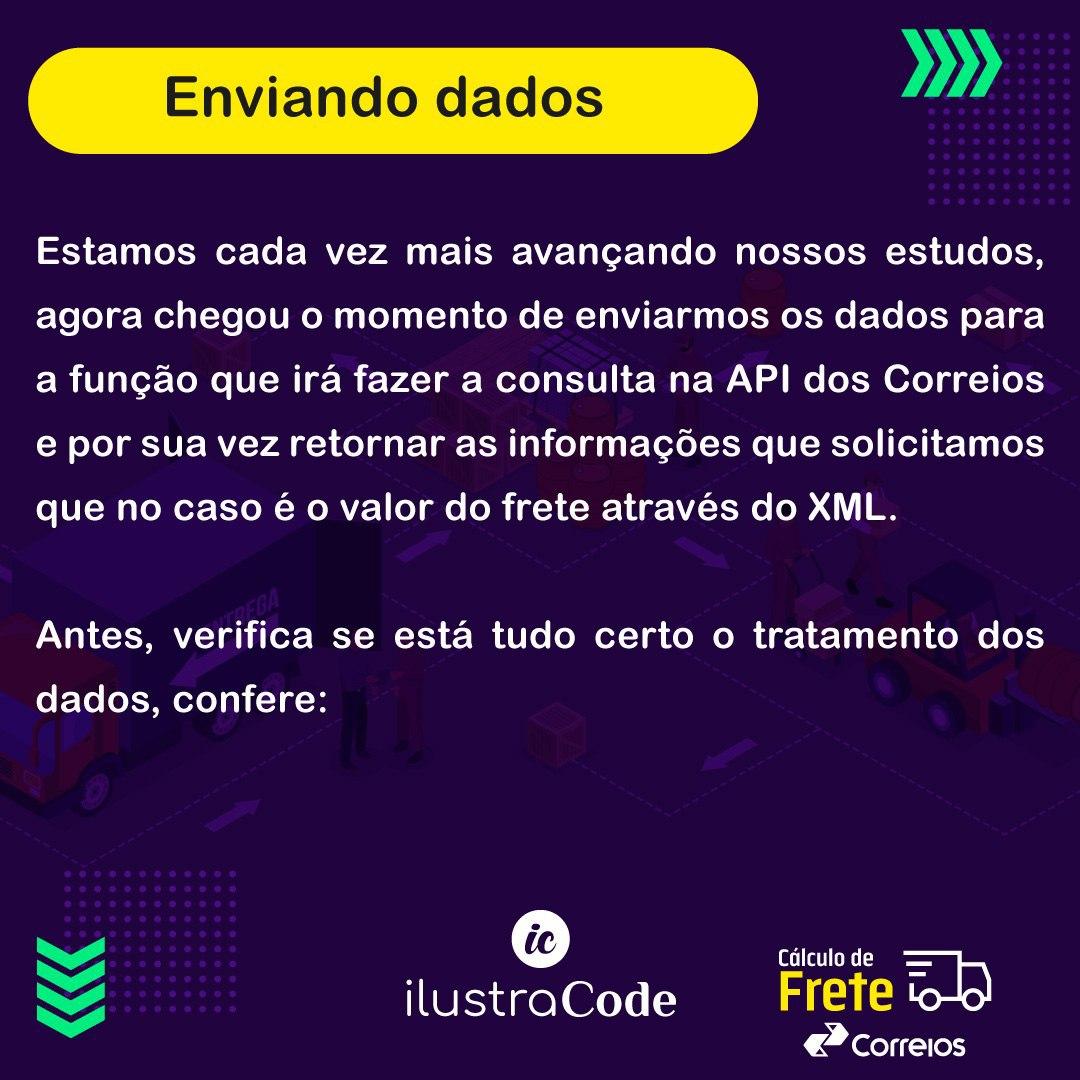 Enviando dados
Estamos cada vez mais avançando nossos estudos,
agora chegou o momento de enviarmos os dados para
a função que irá fazer a consulta na API dos Correios
e por sua vez retornar as informações que solicitamos
que no caso é o valor do frete através do XML.
ENTREGA
Antes, verifica se está tudo certo o tratamento dos
dados, confere:
ic
ilustraCode
Cálculo de
Frete
Correios